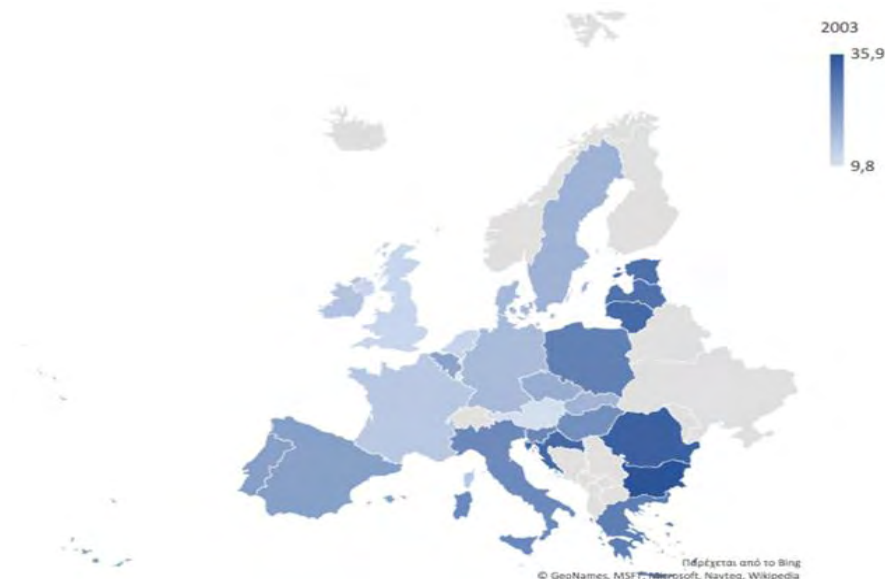 2003
35,9
9,8
Παρέχεται από το Bing
© GeoNames, MSFT, Microsoft, Navteq, Wikipedia